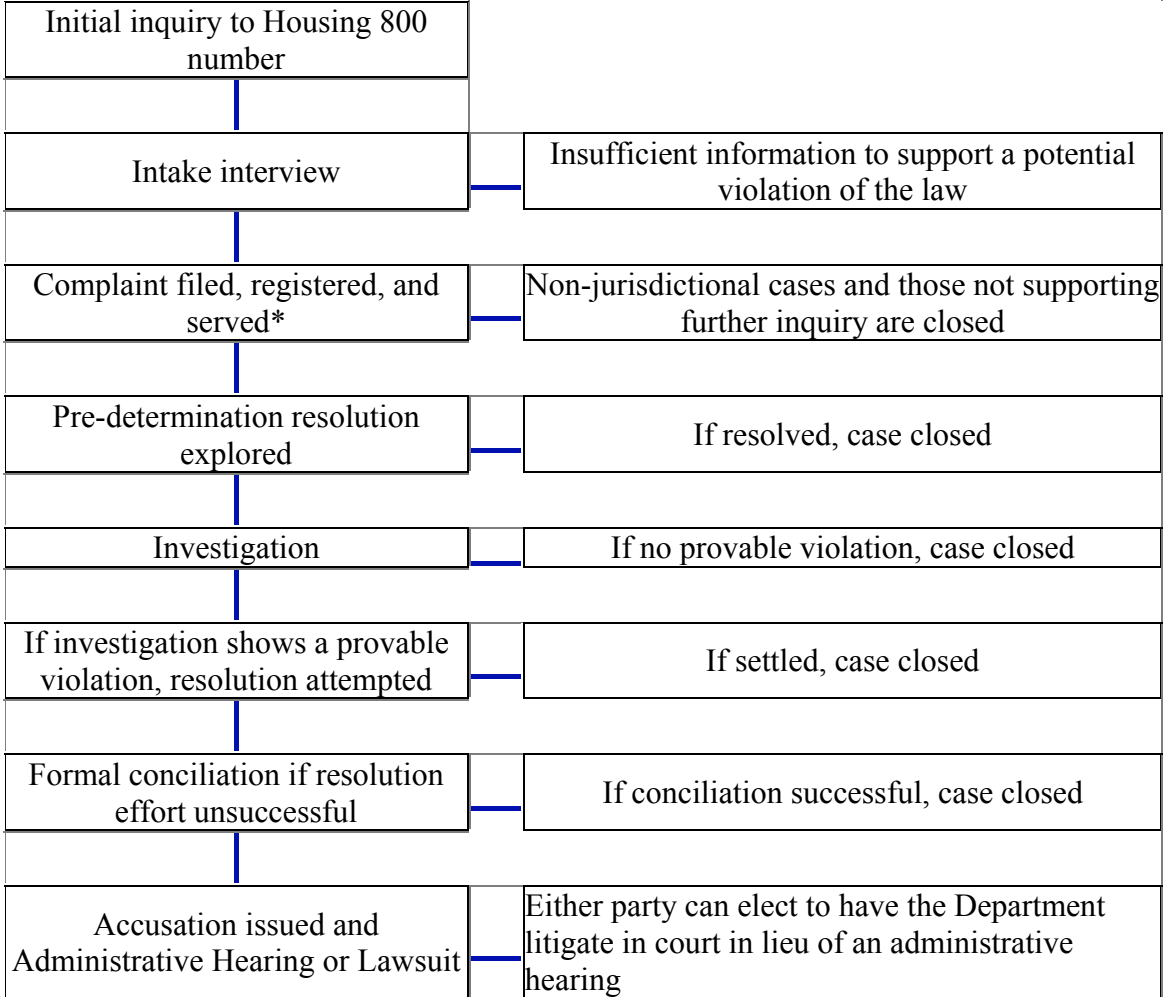 Initial inquiry to Housing 800
number
Intake interview
Insufficient information to support a potential
violation of the law
Complaint filed, registered, and
served*
Non-jurisdictional cases and those not supporting
further inquiry are closed
Pre-determination resolution
explored
If resolved, case closed
Investigation
If no provable violation, case closed
If investigation shows a provable
violation, resolution attempted
If settled, case closed
Formal conciliation if resolution
effort unsuccessful
If conciliation successful, case closed
Accusation issued and
Administrative Hearing or Lawsuit
Either party can elect to have the Department
litigate in court in lieu of an administrative
hearing